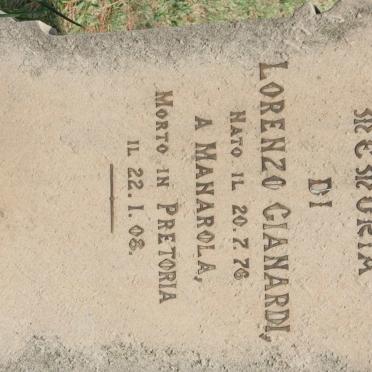 MEMORIA
DI
LORENZO GIANARDI,
NATO IL 20.7.76
A MANAROLA,
MORTO IN PRETORIA
IL 22.1.08.